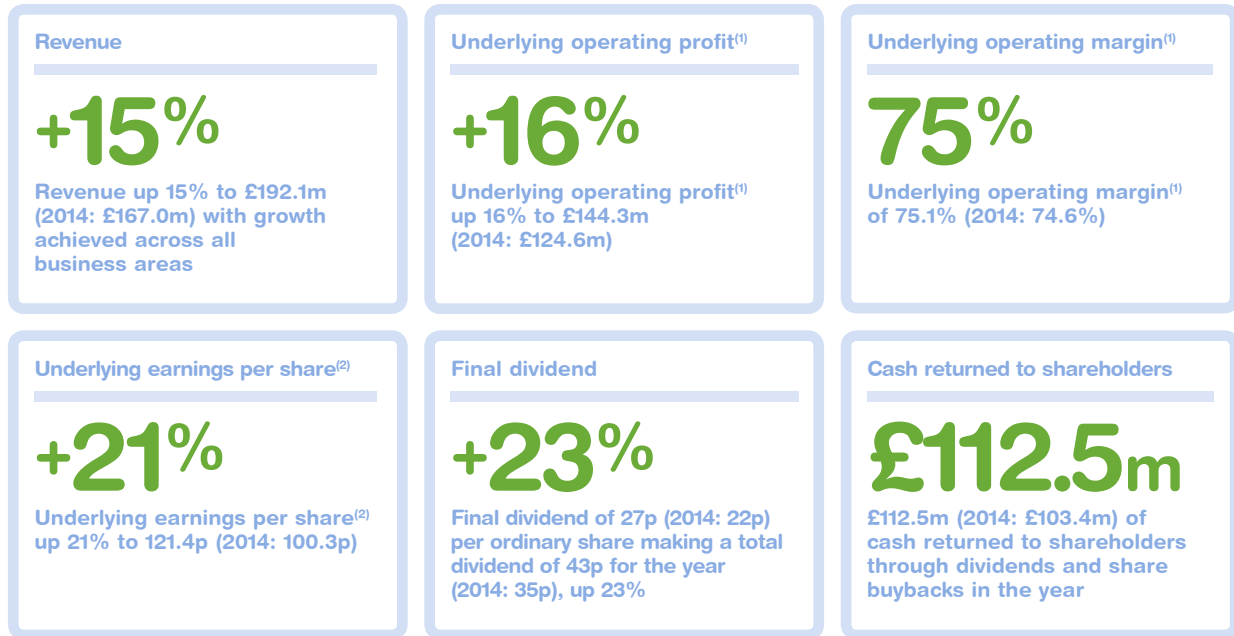 Revenue
+15%
Revenue up 15% to £192.1m
(2014: £167.0m) with growth
achieved across all
business areas
Underlying operating profit(1)
+16%
Underlying operating profit(1)
up 16% to £144.3m
(2014: £124.6m)
Underlying operating margin(1)
75%
Underlying operating margin(1)
of 75.1% (2014: 74.6%)
Underlying earnings per share(2)
+21%
Underlying earnings per share(2)
up 21% to 121.4p (2014: 100.3p)
Final dividend
+23%
Final dividend of 27p (2014: 22p)
per ordinary share making a total
dividend of 43p for the year
(2014: 35p), up 23%
Cash returned to shareholders
£112.5m
£112.5m (2014: £103.4m) of
cash returned to shareholders
through dividends and share
buybacks in the year